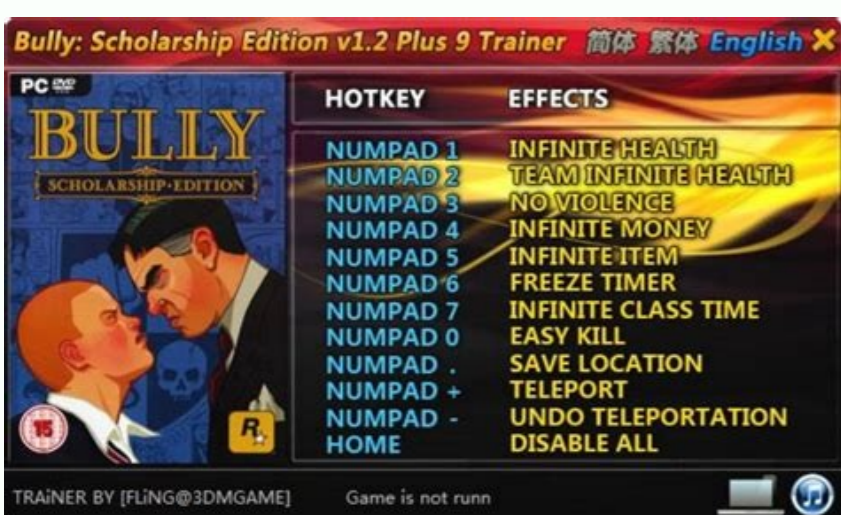 Bully: Scholarship Edition v1.2 Plus 9 Trainer 简体 繁体 English
PC DVD
BULLY
SCHOLARSHIP·EDITION
15
R
HOTKEY EFFECTS
NUMPAD 1 INFINITE HEALTH
NUMPAD 2 TEAM INFINITE HEALTH
NUMPAD 3 NO VIOLENCE
NUMPAD 4 INFINITE MONEY
NUMPAD 5 INFINITE ITEM
NUMPAD 6 FREEZE TIMER
NUMPAD 7 INFINITE CLASS TIME
NUMPAD 0 EASY KILL
NUMPAD . SAVE LOCATION
NUMPAD + TELEPORT
NUMPAD - UNDO TELEPORTATION
HOME DISABLE ALL
TRAiNER BY [FLiNG@3DMGAME] Game is not runn